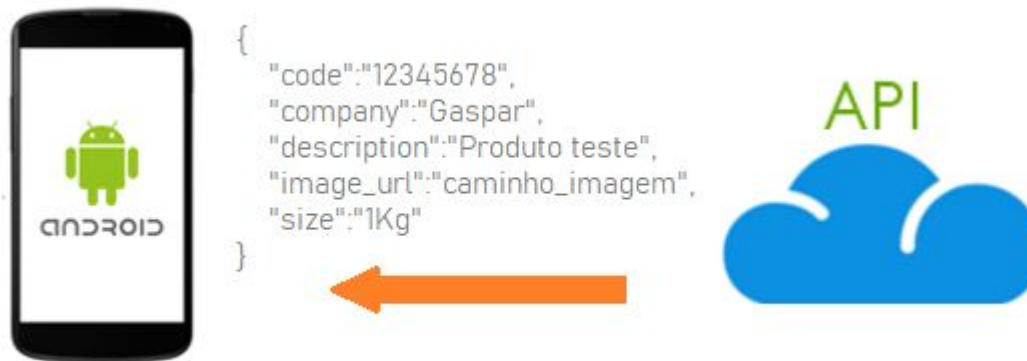 {
"code":"12345678",
"company":"Gaspar",
"description":"Produto teste",
"image_url":"caminho_imagem",
"size":"1Kg"
}
API
ANDROID